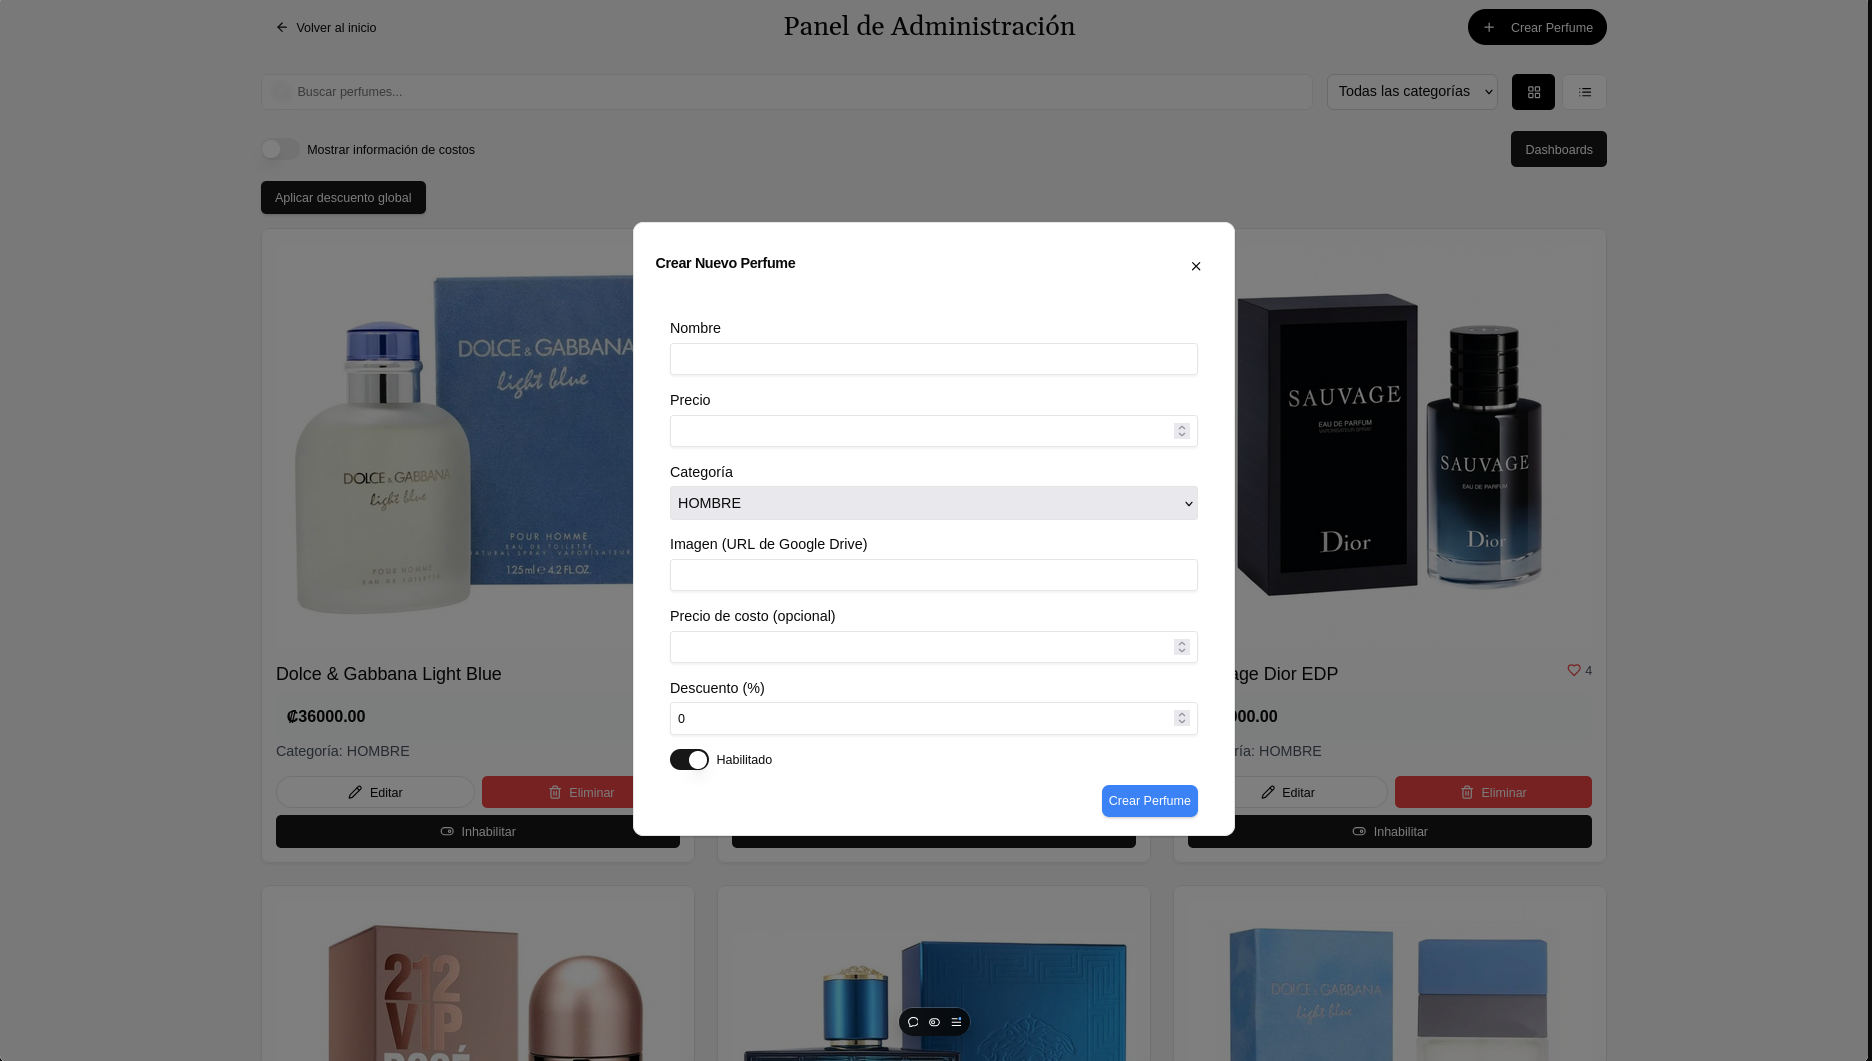 Volver al inicio
Panel de Administración
Crear Perfume
Buscar perfumes...
Todas las categorías
Mostrar información de costos
Dashboards
Aplicar descuento global
Crear Nuevo Perfume
Nombre
Precio
Categoría
HOMBRE
Imagen (URL de Google Drive)
Precio de costo (opcional)
Descuento (%)
0
Habilitado
Crear Perfume
DOLCE & GABBANA
light blue
POUR HOMME
EAU DE TOILETTE
NATURAL SPRAY · VAPORISATEUR
125 ml e 4.2 FL.OZ.
DOLCE & GABBANA
light blue
POUR HOMME
EAU DE TOILETTE
Dolce & Gabbana Light Blue
₡36000.00
Categoría: HOMBRE
Editar
Eliminar
Inhabilitar
SAUVAGE
EAU DE PARFUM
Dior
SAUVAGE
EAU DE PARFUM
Dior
age Dior EDP
4
00.00
ría: HOMBRE
Editar
Eliminar
Inhabilitar
212
VIP
ROSÉ
DOLCE & GABBANA
light blue